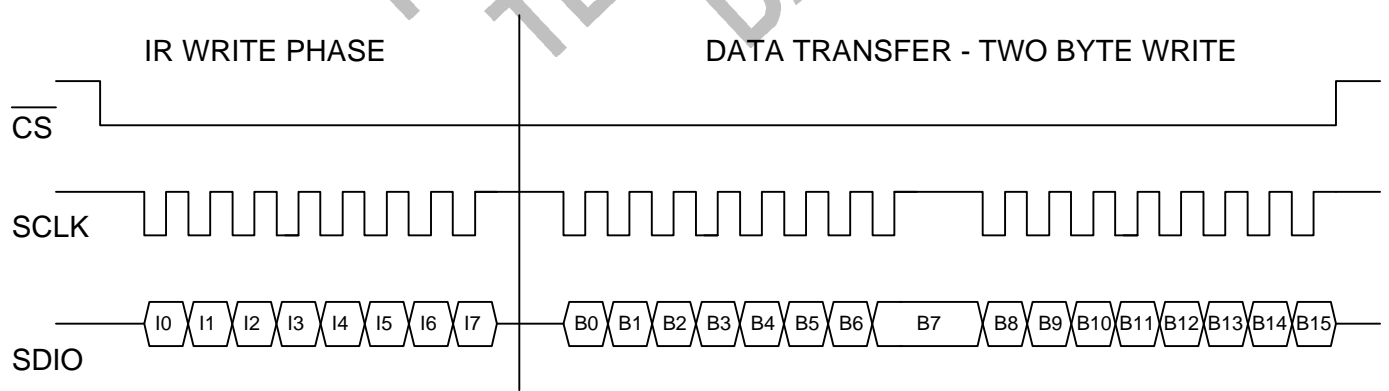 IR WRITE PHASE DATA TRANSFER - TWO BYTE WRITE
CS
SCLK
I0 I1 I2 I3 I4 I5 I6 I7 B0 B1 B2 B3 B4 B5 B6 B7 B8 B9 B10 B11 B12 B13 B14 B15
SDIO